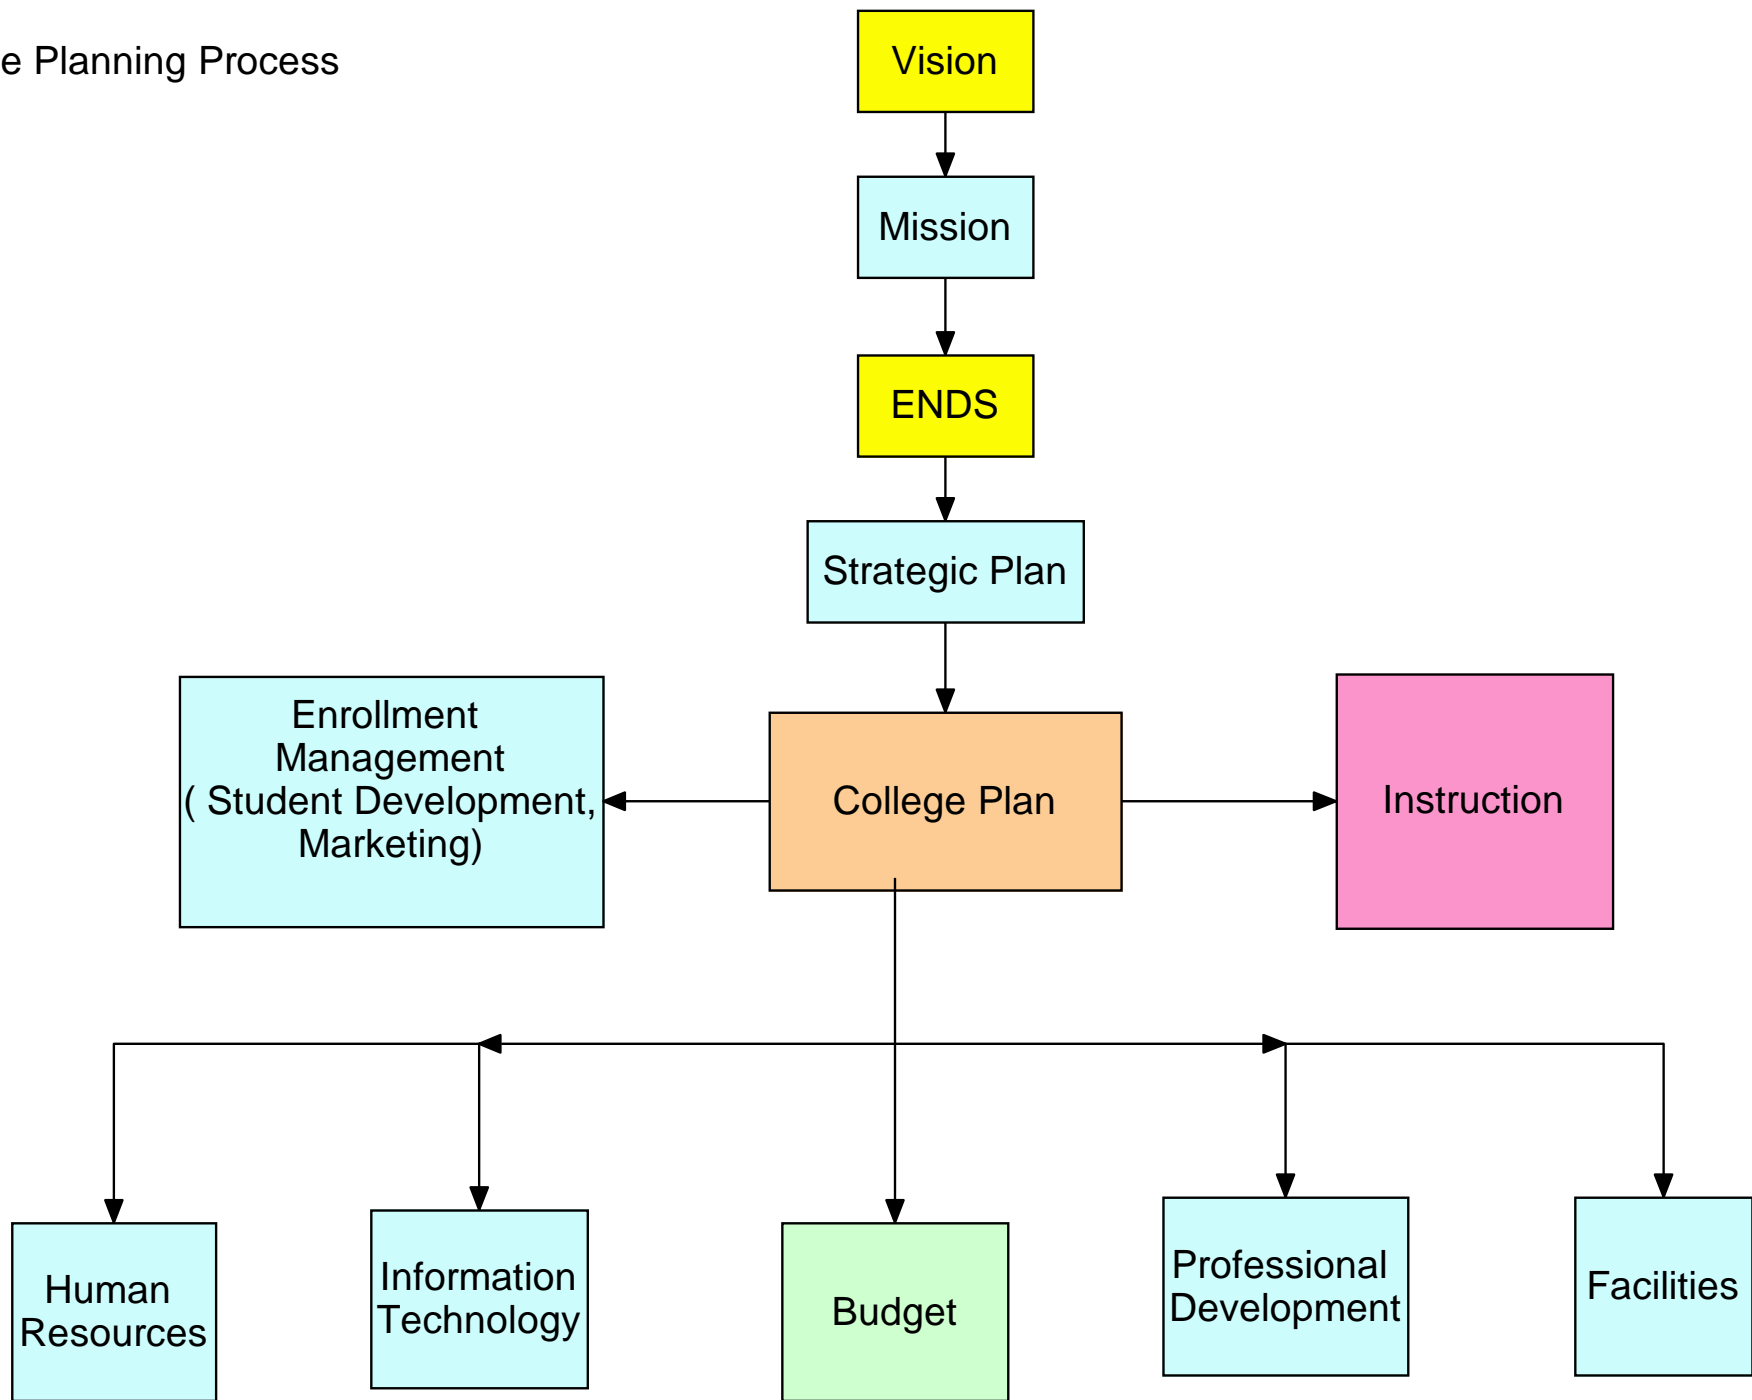 e Planning Process
Vision
Mission
ENDS
Strategic Plan
Enrollment
Management
( Student Development,
Marketing)
College Plan
Instruction
Human
Resources
Information
Technology
Budget
Professional
Development
Facilities